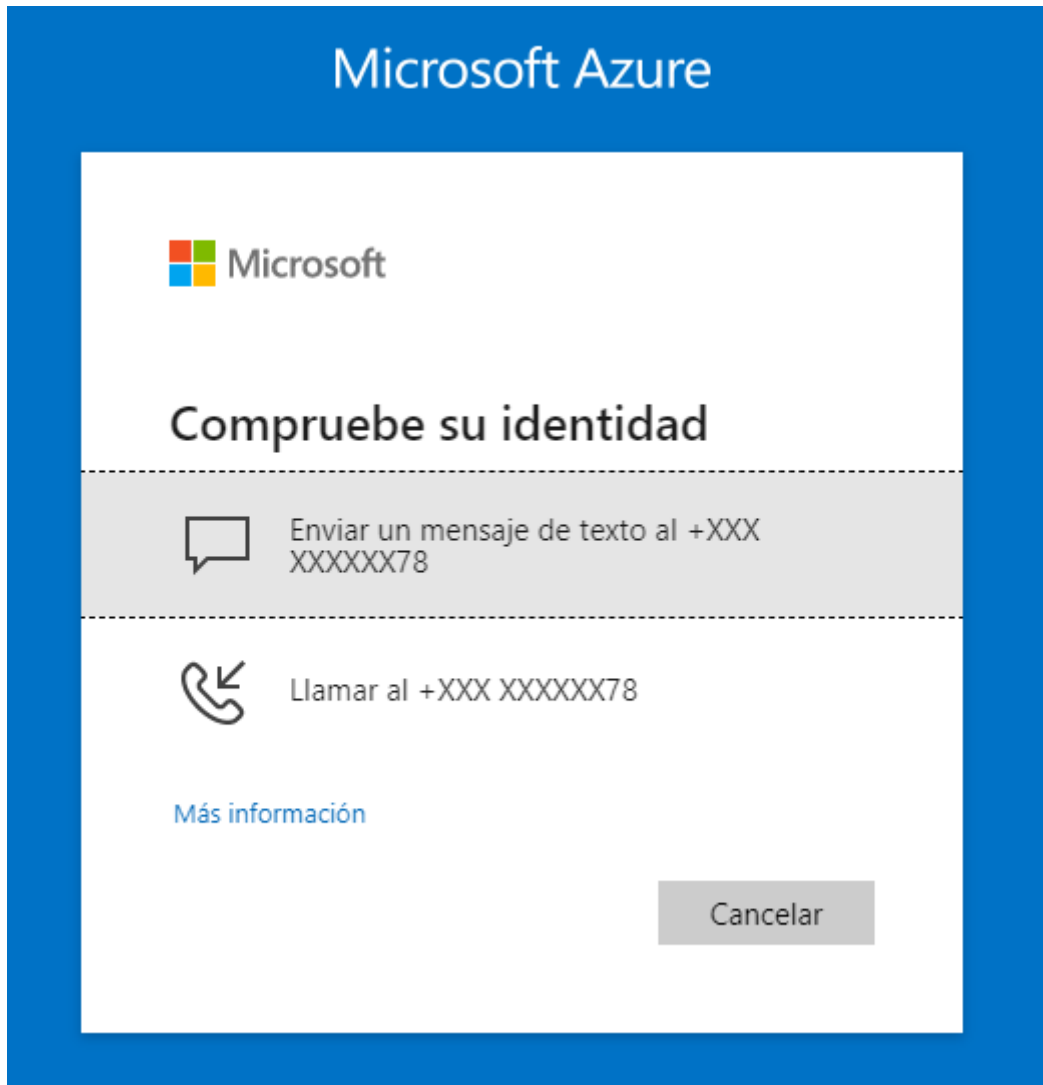 Microsoft Azure
Microsoft
Compruebe su identidad
Enviar un mensaje de texto al +XXX
XXXXXX78
Llamar al +XXX XXXXXX78
Más información
Cancelar